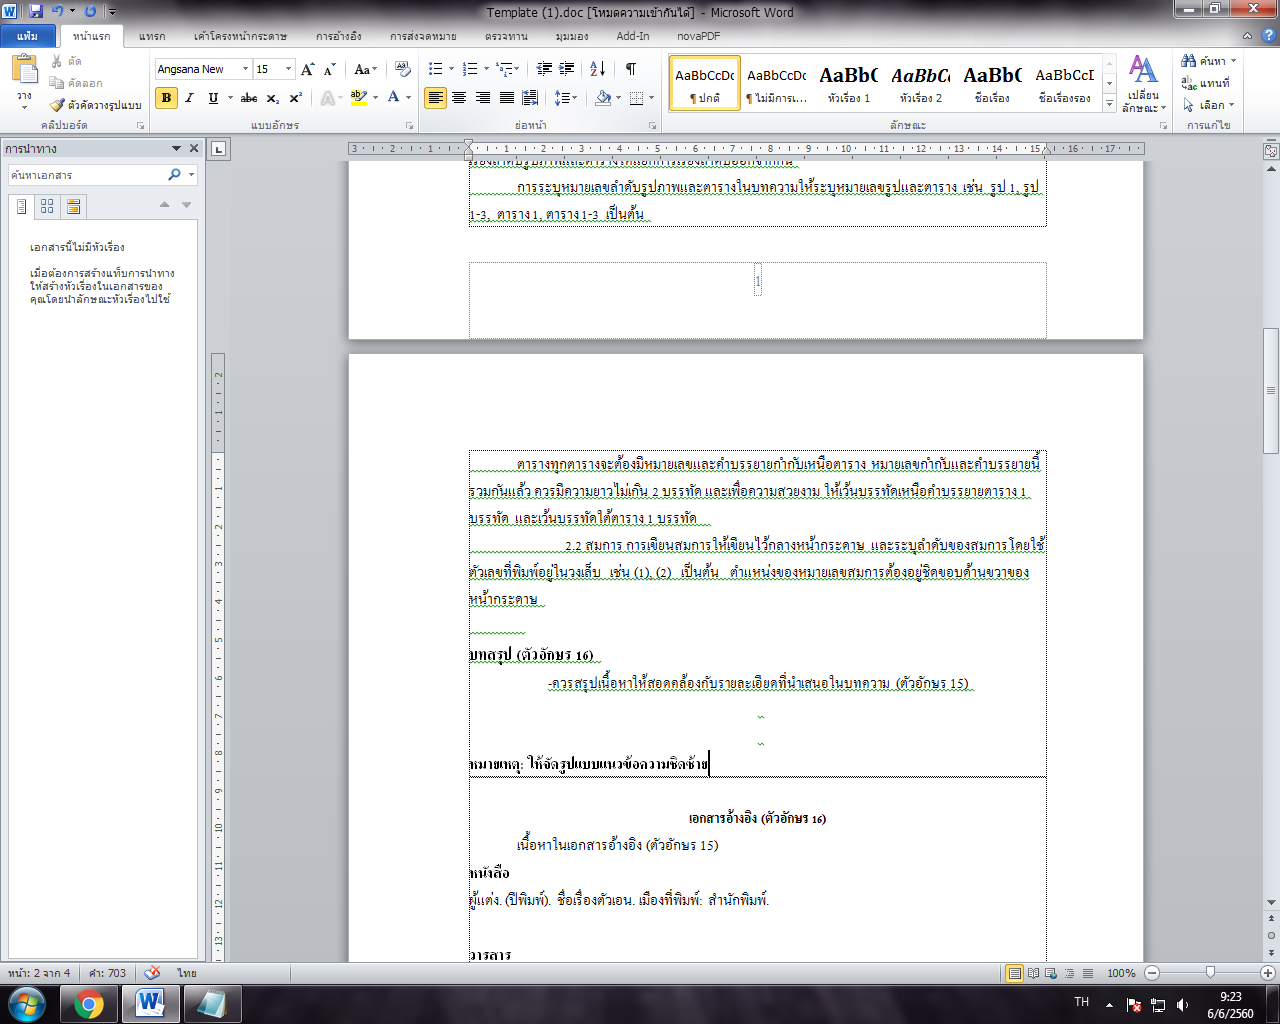 Template (1).doc [โหมดความเข้ากันได้] - Microsoft Word
แฟ้ม หน้าแรก แทรก เค้าโครงหน้ากระดาษ การอ้างอิง การส่งจดหมาย ตรวจทาน มุมมอง Add-In novaPDF
วาง
ตัด
คัดลอก
ตัวคัดวางรูปแบบ
คลิปบอร์ด
Angsana New 15
แบบอักษร
ย่อหน้า
AaBbCcDc AaBbCcDc AaBbC AaBbCc AaBbC AaBbCcI
¶ ปกติ ¶ ไม่มีการเ... หัวเรื่อง 1 หัวเรื่อง 2 ชื่อเรื่อง ชื่อเรื่องรอง
เปลี่ยนลักษณะ
ลักษณะ
ค้นหา
แทนที่
เลือก
การแก้ไข
การนำทาง
ค้นหาเอกสาร
เอกสารนี้ไม่มีหัวเรื่อง
เมื่อต้องการสร้างแท็บการนำทาง
ให้สร้างหัวเรื่องในเอกสารของ
คุณโดยนำลักษณะหัวเรื่องไปใช้
การระบุหมายเลขลำดับรูปภาพและตารางในบทความให้ระบุหมายเลขรูปและตาราง เช่น รูป 1, รูป
1-3, ตาราง 1, ตาราง 1-3 เป็นต้น
1
ตารางทุกตารางจะต้องมีหมายเลขและคำบรรยายกำกับเหนือตาราง หมายเลขกำกับและคำบรรยายนี้
รวมกันแล้ว ควรมีความยาวไม่เกิน 2 บรรทัด และเพื่อความสวยงาม ให้เว้นบรรทัดเหนือคำบรรยายตาราง 1
บรรทัด และเว้นบรรทัดใต้ตาราง 1 บรรทัด
2.2 สมการ การเขียนสมการให้เขียนไว้กลางหน้ากระดาษ และระบุลำดับของสมการโดยใช้
ตัวเลขที่พิมพ์อยู่ในวงเล็บ เช่น (1), (2) เป็นต้น ตำแหน่งของหมายเลขสมการต้องอยู่ชิดขอบด้านขวาของ
หน้ากระดาษ
บทสรุป (ตัวอักษร 16)
-ควรสรุปเนื้อหาให้สอดคล้องกับรายละเอียดที่นำเสนอในบทความ (ตัวอักษร 15)
หมายเหตุ: ให้จัดรูปแบบแนวข้อความชิดซ้าย
เอกสารอ้างอิง (ตัวอักษร 16)
เนื้อหาในเอกสารอ้างอิง (ตัวอักษร 15)
หนังสือ
ผู้แต่ง. (ปีพิมพ์). ชื่อเรื่องตัวเอน. เมืองที่พิมพ์: สำนักพิมพ์.
วารสาร
หน้า: 2 จาก 4 คำ: 703 ไทย 100%
TH 9:23
6/6/2560